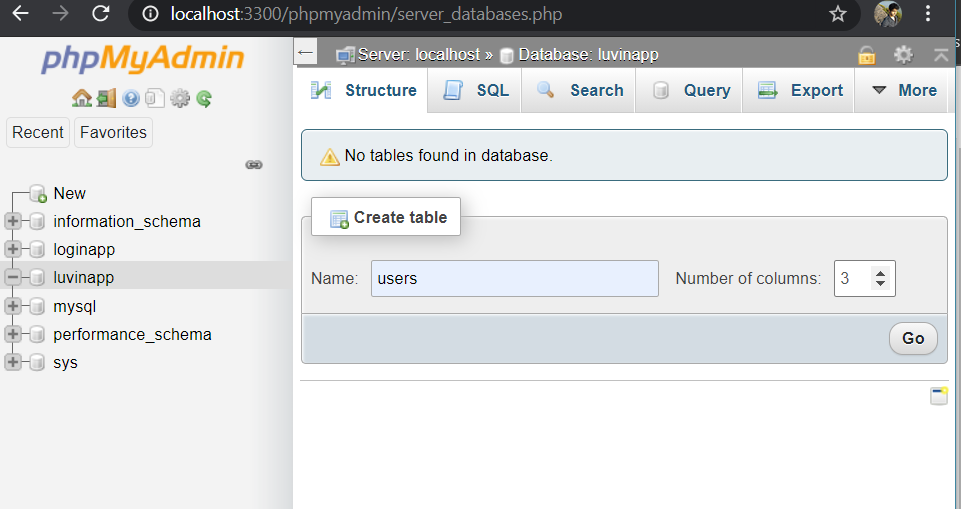 localhost:3300/phpmyadmin/server_databases.php
phpMyAdmin
Recent Favorites
New
information_schema
loginapp
luvinapp
mysql
performance_schema
sys
Server: localhost » Database: luvinapp
Structure SQL Search Query Export More
No tables found in database.
Create table
Name: users Number of columns: 3
Go